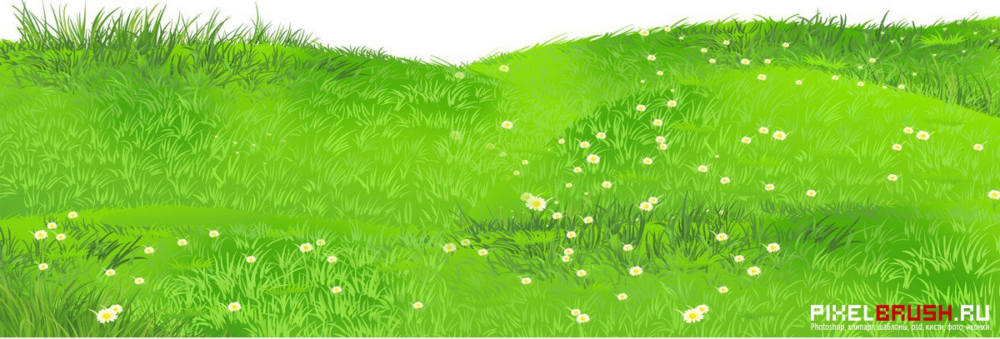 PIXELBRUSH.RU
Photoshop, клипарт, шаблоны, psd, кисти, фото, иконки